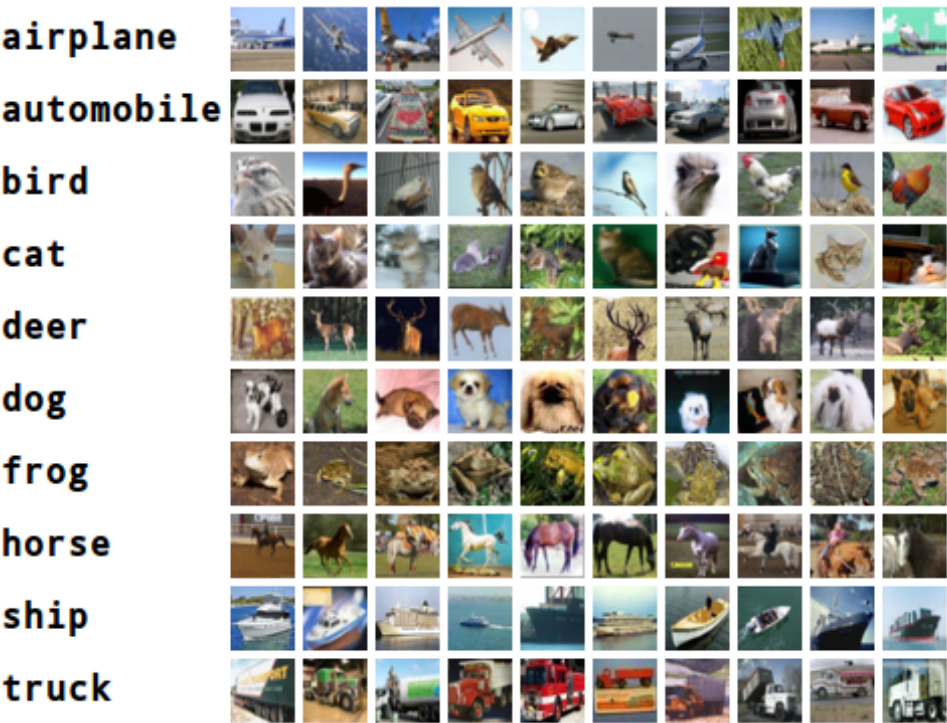 airplane
automobile
bird
cat
deer
dog
frog
horse
ship
truck